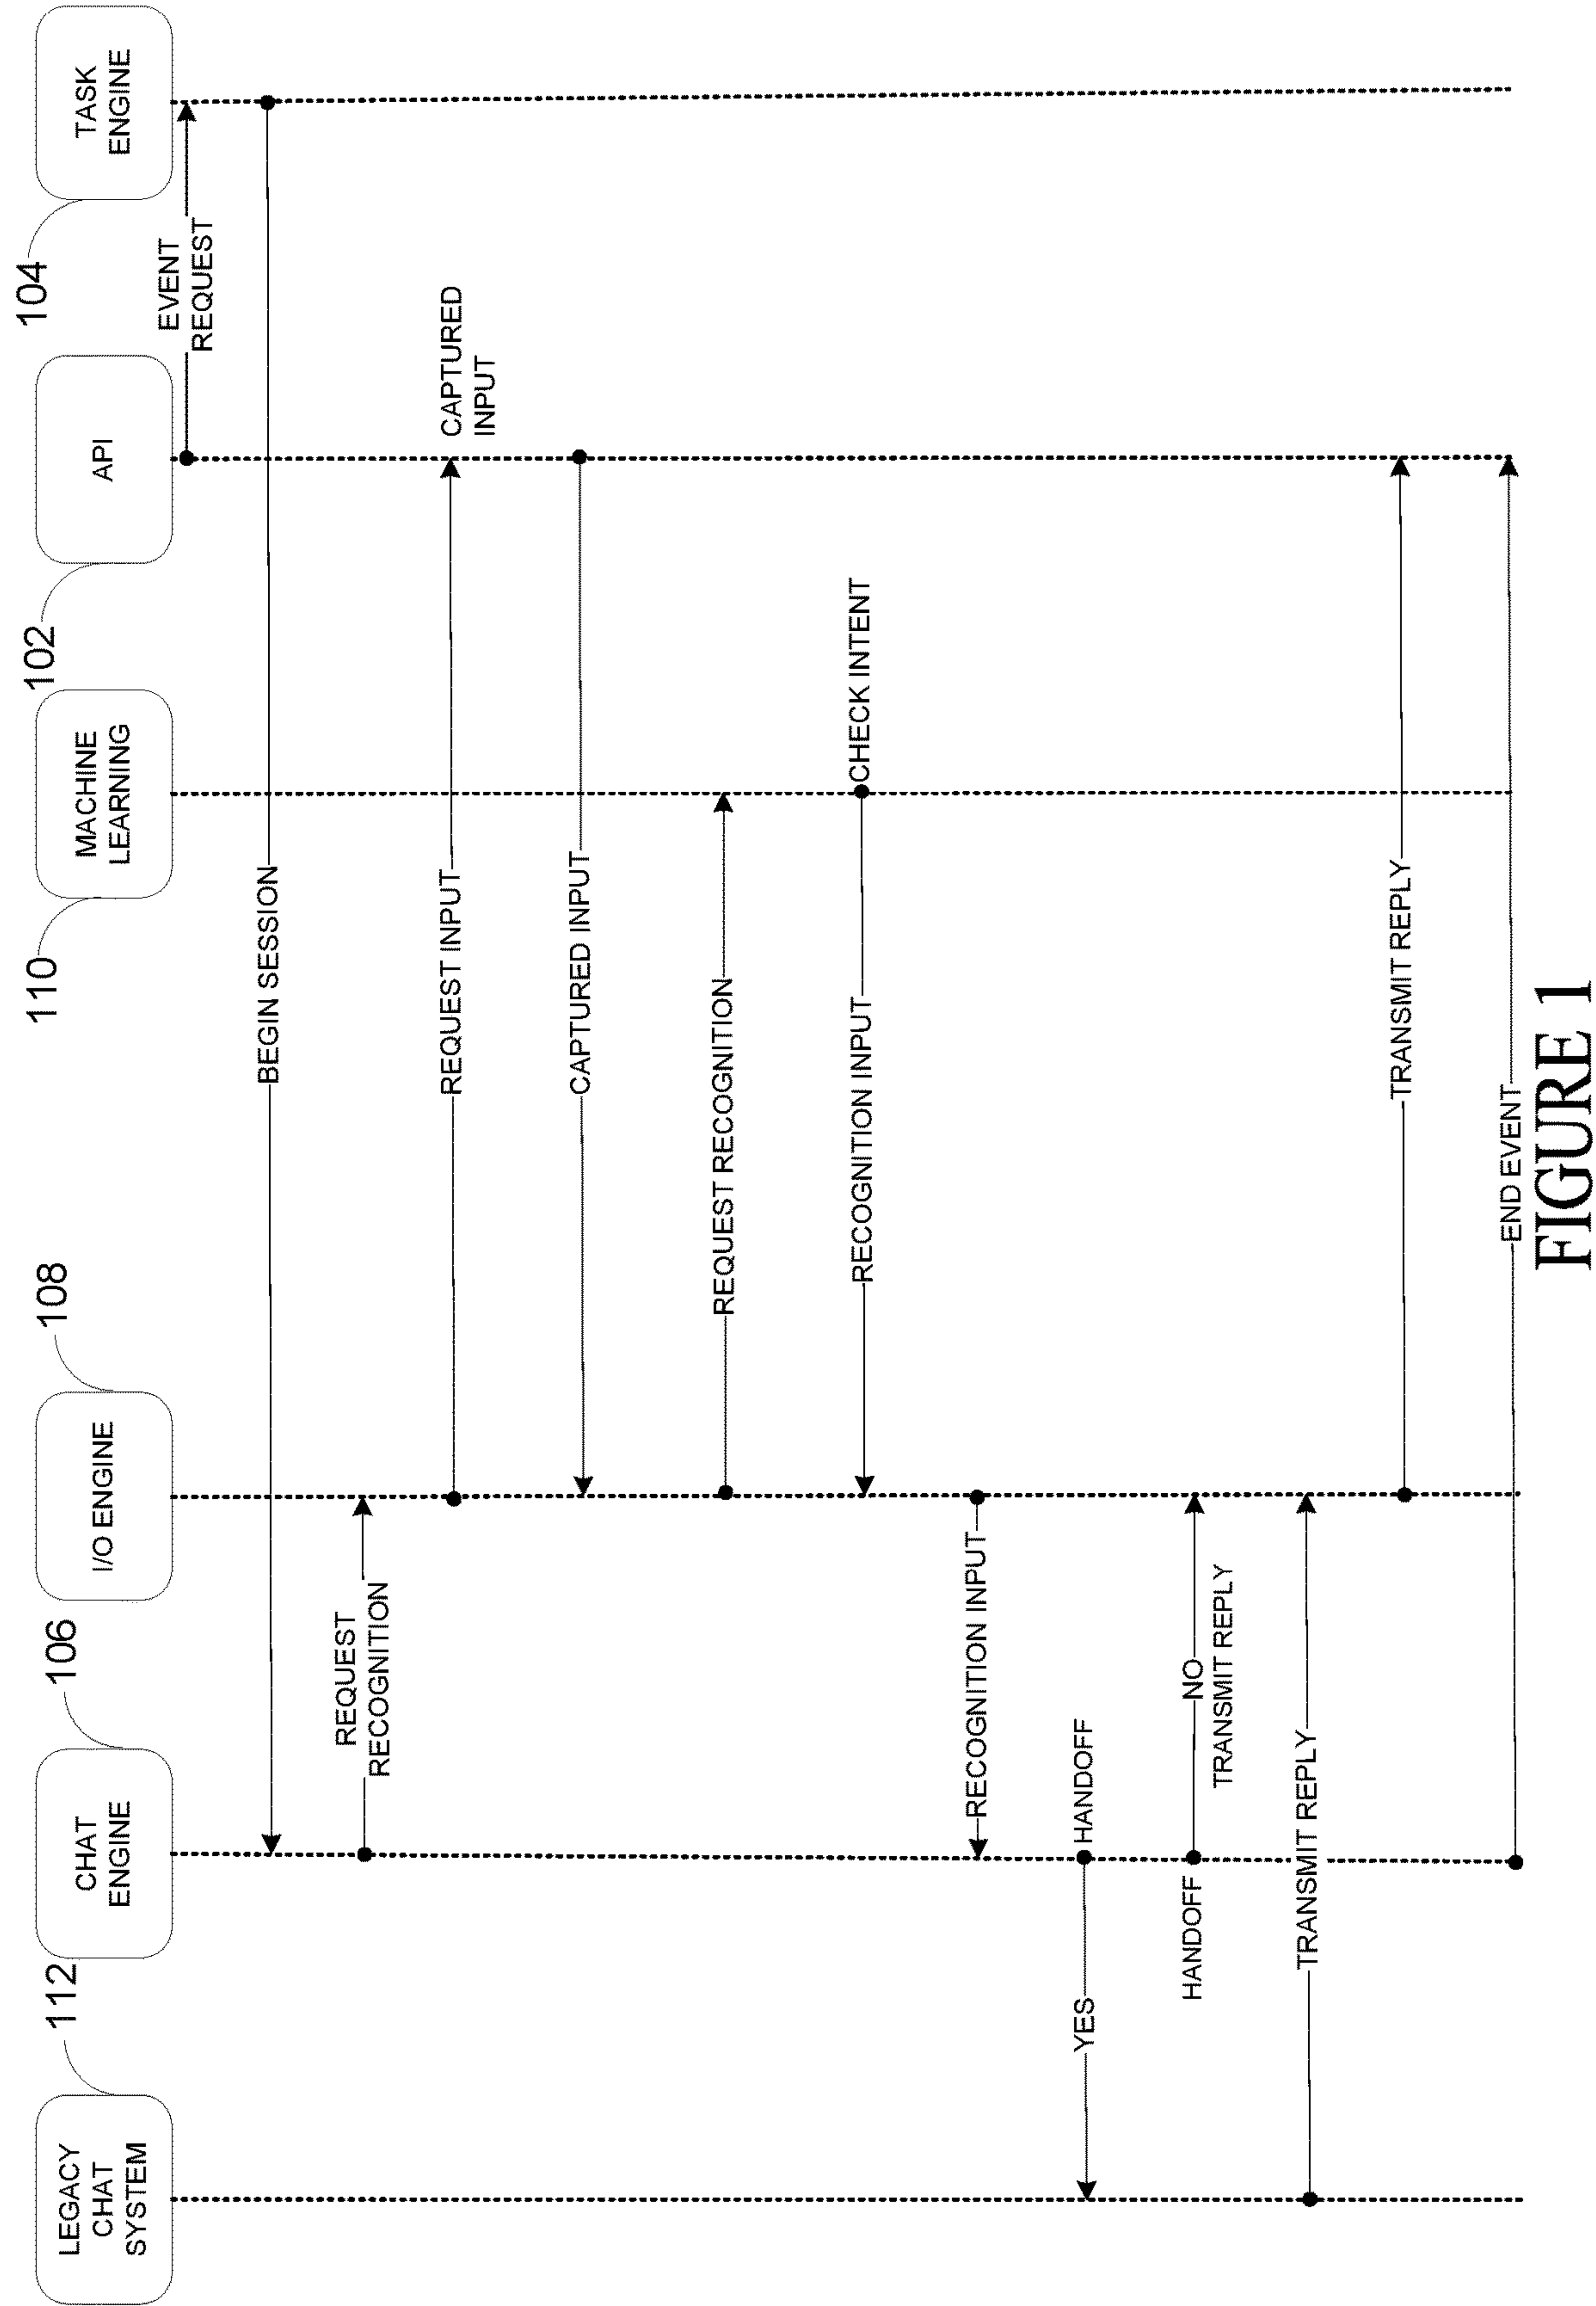 LEGACY
CHAT
SYSTEM
112
CHAT
ENGINE
106
I/O ENGINE
108
MACHINE
LEARNING
110
API
102
TASK
ENGINE
104
EVENT
REQUEST
BEGIN SESSION
REQUEST
RECOGNITION
REQUEST INPUT
CAPTURED
INPUT
CAPTURED INPUT
REQUEST RECOGNITION
RECOGNITION INPUT
CHECK INTENT
RECOGNITION INPUT
YES
HANDOFF
HANDOFF
NO
TRANSMIT REPLY
TRANSMIT REPLY
TRANSMIT REPLY
END EVENT
FIGURE 1